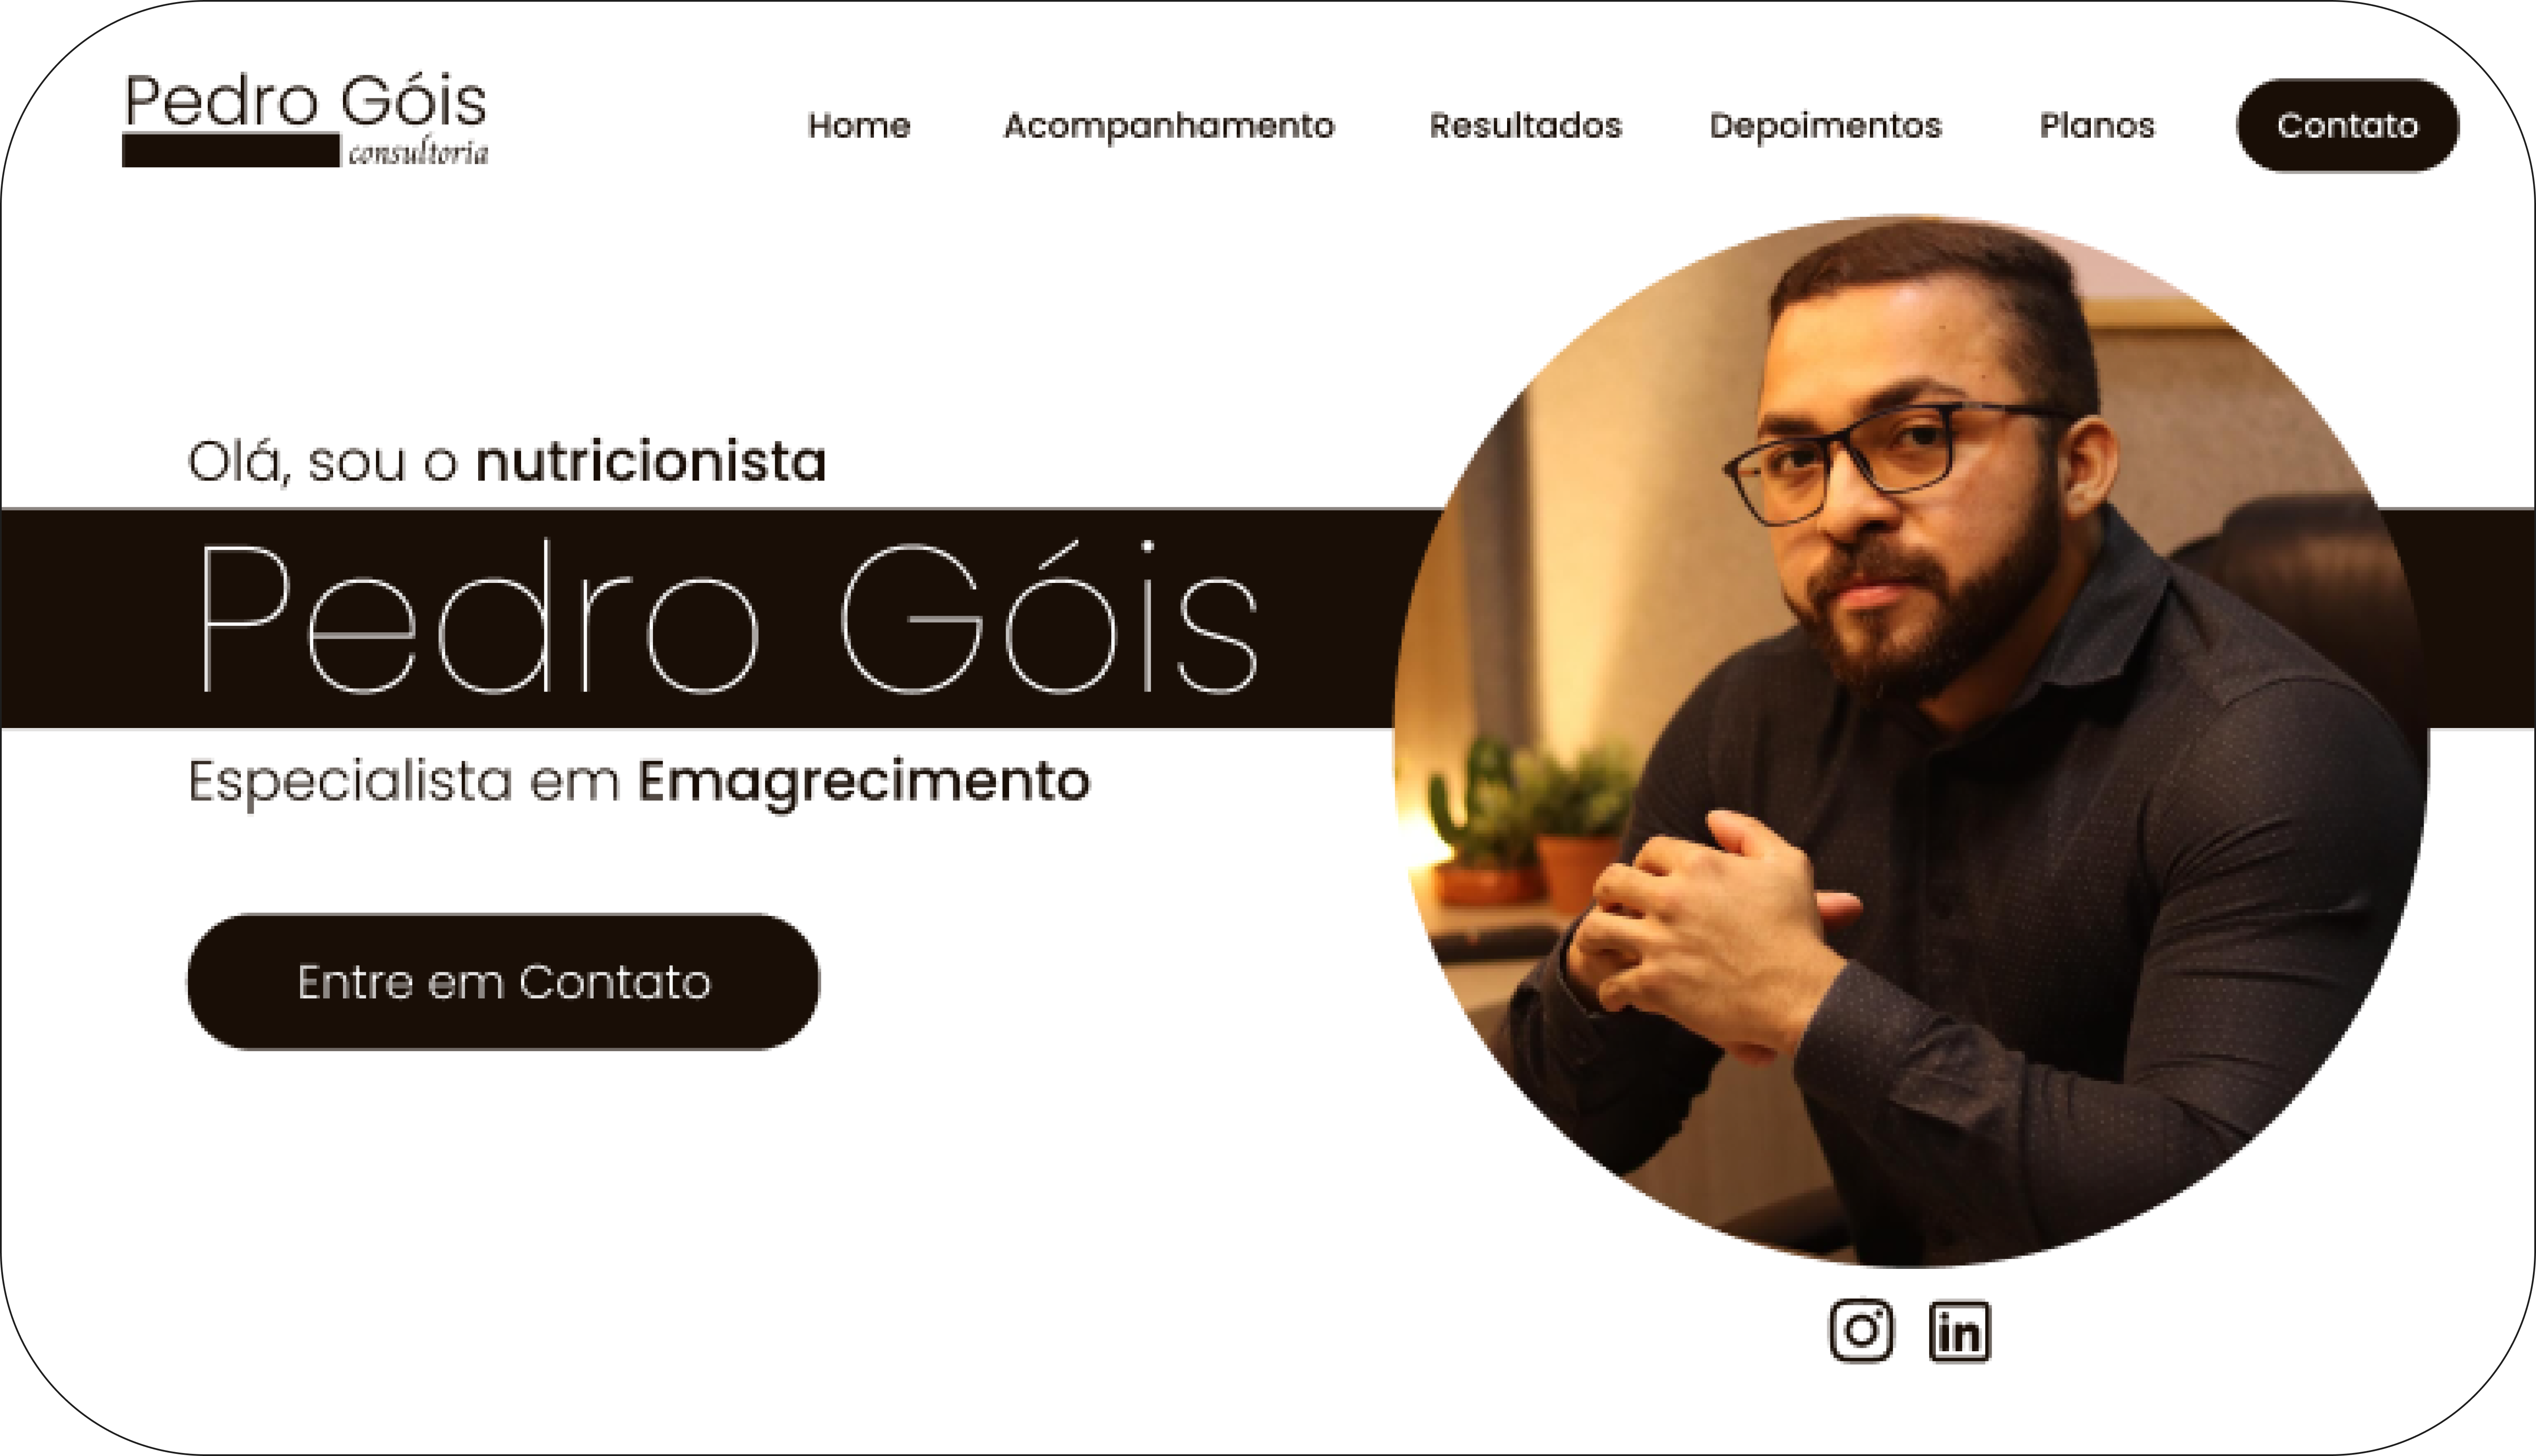 Pedro Góis
consultoria
Home Acompanhamento Resultados Depoimentos Planos Contato
Olá, sou o nutricionista
Pedro Góis
Especialista em Emagrecimento
Entre em Contato
in